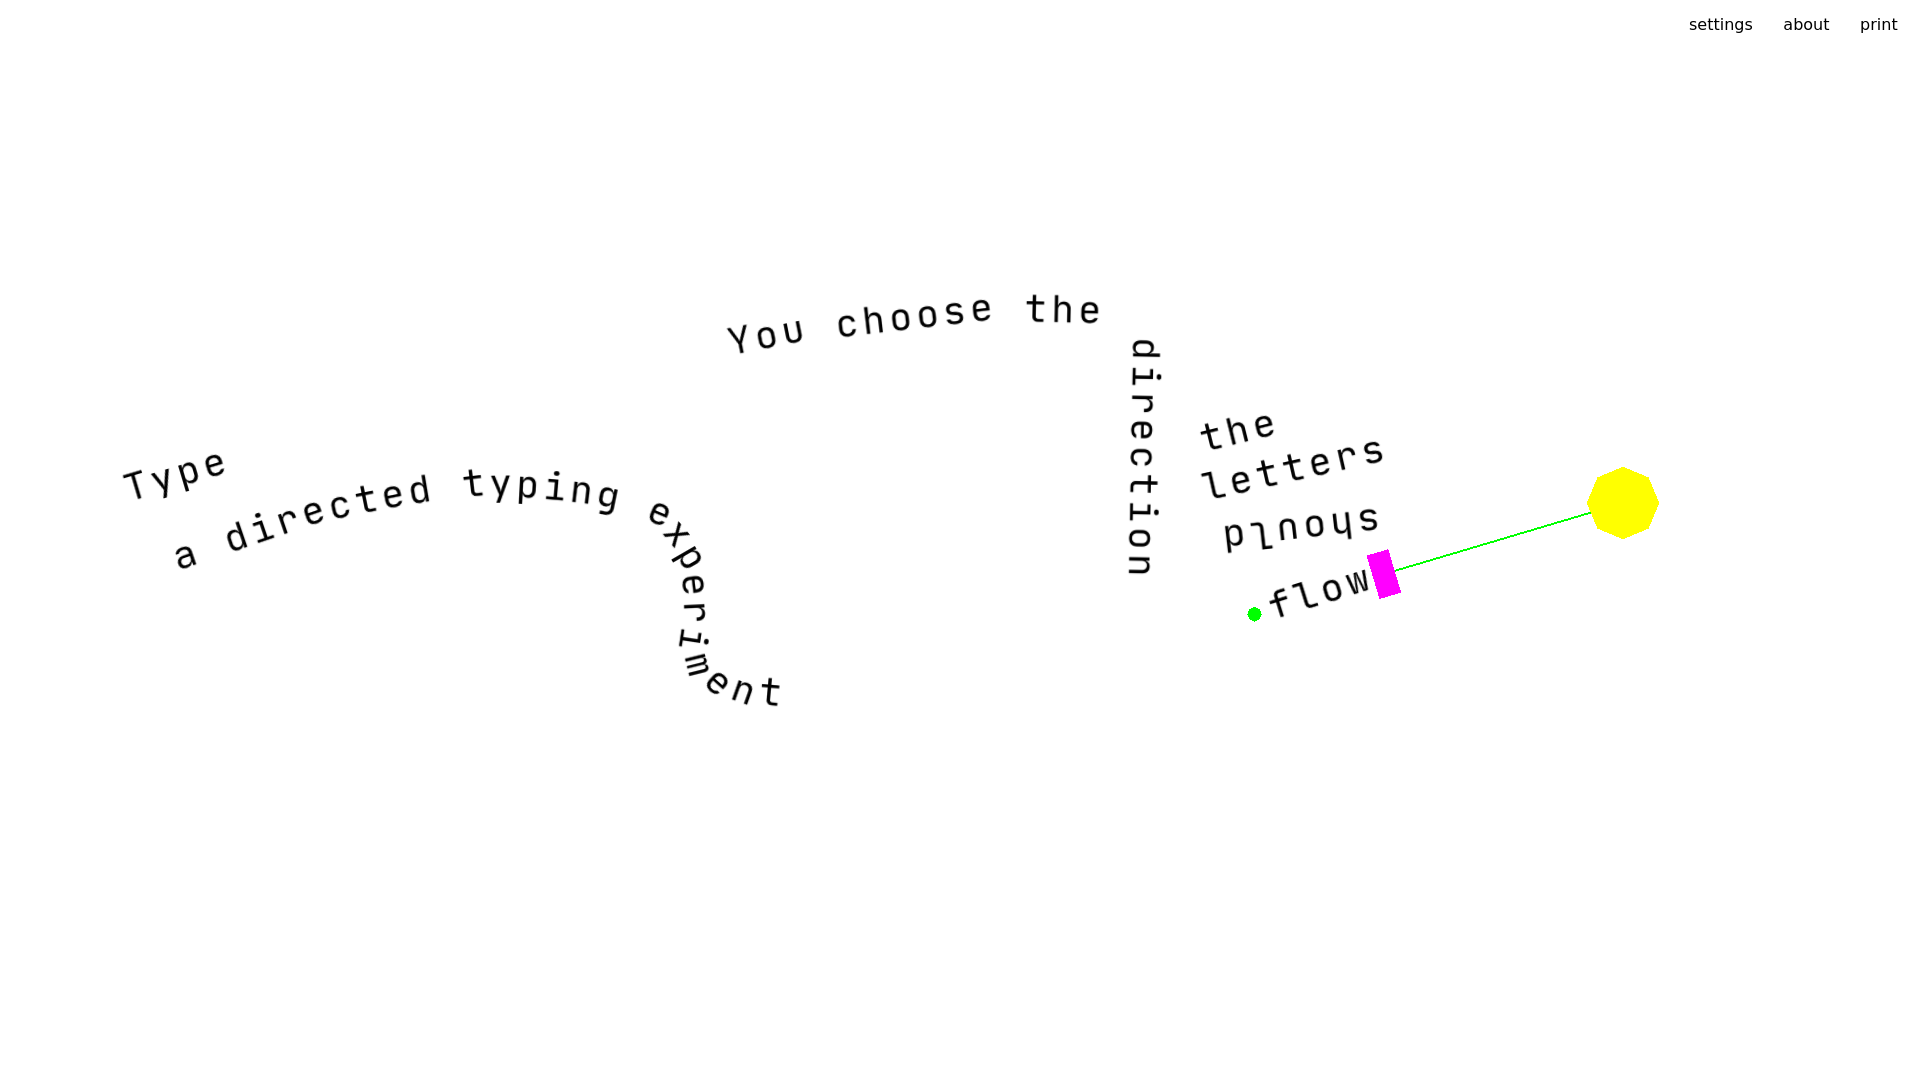 settings about print
Type
a directed typing experiment
You choose the
direction
the
letters
should
flow